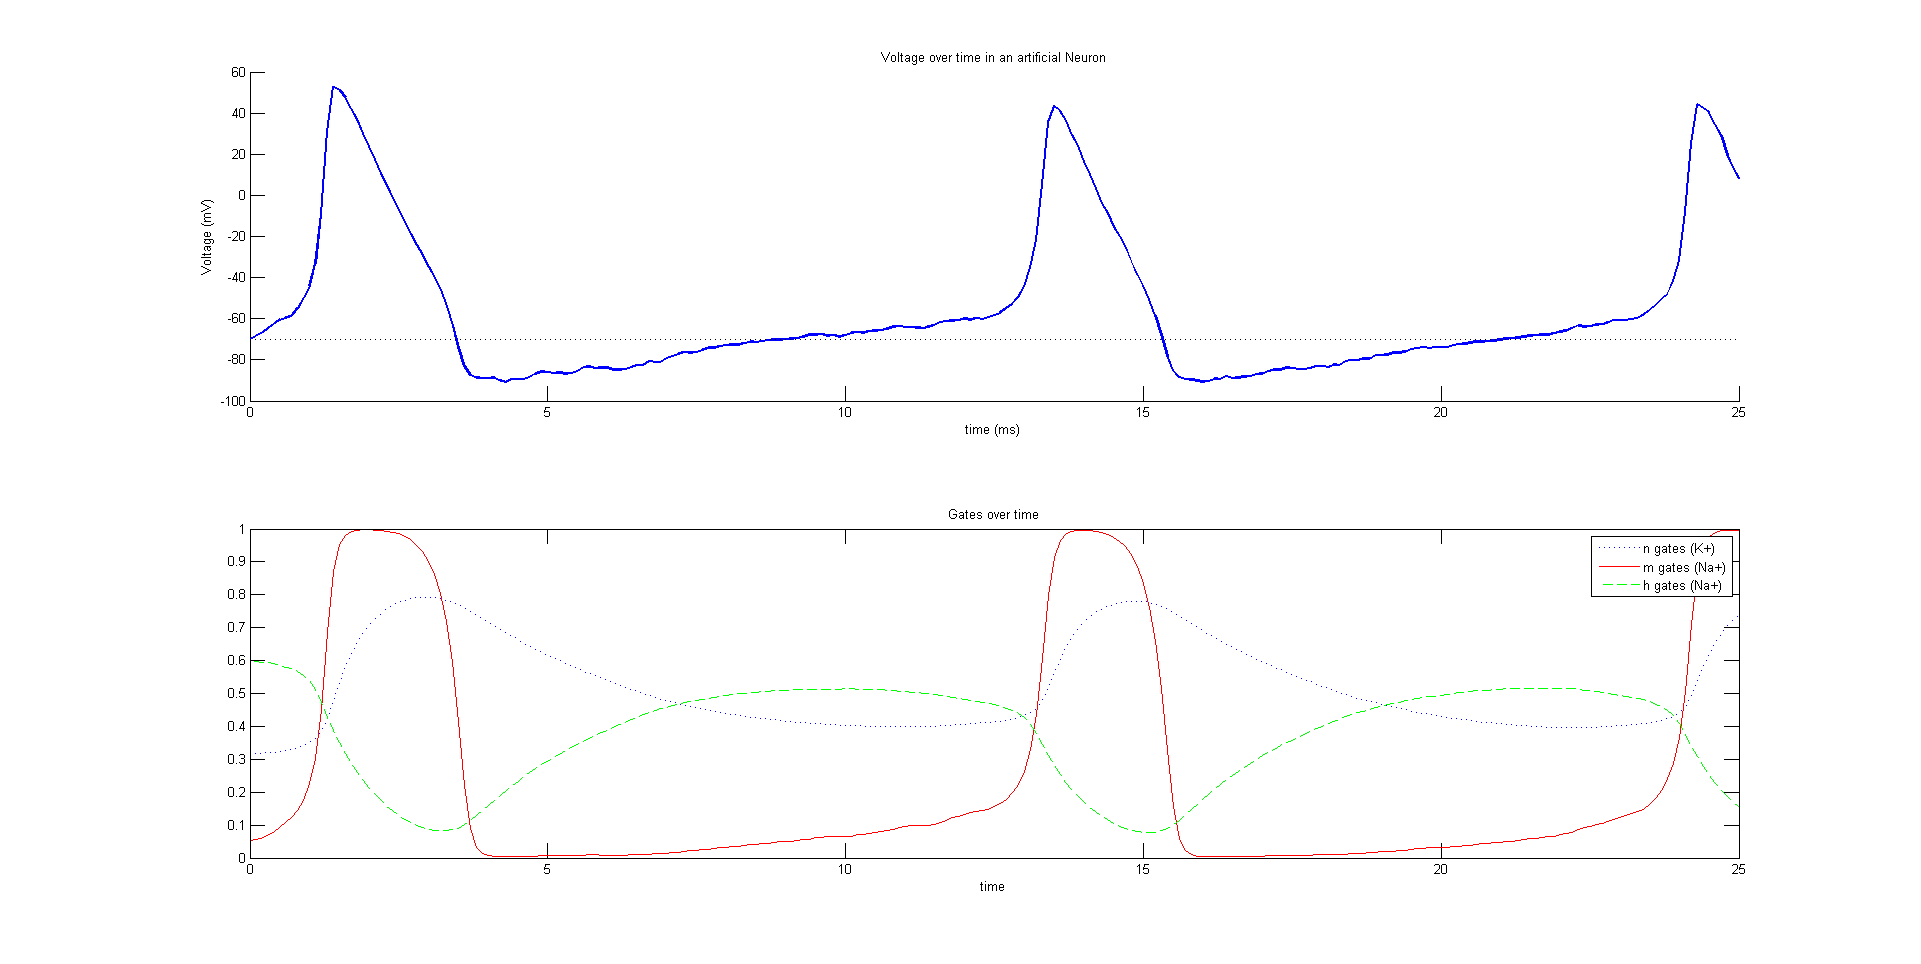 Voltage over time in an artificial Neuron
60
40
20
0
-20
-40
-60
-80
-100
Voltage (mV)
0 5 10 15 20 25
time (ms)
Gates over time
1
0.9
0.8
0.7
0.6
0.5
0.4
0.3
0.2
0.1
0
n gates (K+)
m gates (Na+)
h gates (Na+)
0 5 10 15 20 25
time